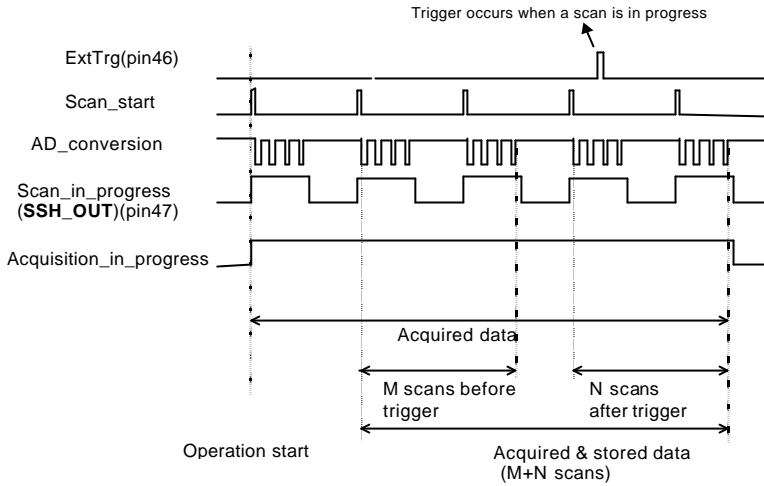 Trigger occurs when a scan is in progress
ExtTrg(pin46)
Scan_start
AD_conversion
Scan_in_progress
(SSH_OUT)(pin47)
Acquisition_in_progress
Acquired data
M scans before
trigger
N scans
after trigger
Operation start
Acquired & stored data
(M+N scans)